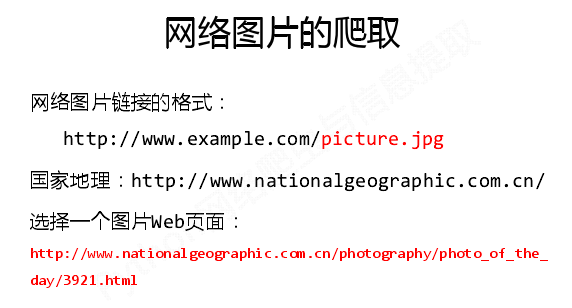 网络图片的爬取
网络图片链接的格式：
http://www.example.com/picture.jpg
国家地理：http://www.nationalgeographic.com.cn/
选择一个图片Web页面：
http://www.nationalgeographic.com.cn/photography/photo_of_the_
day/3921.html